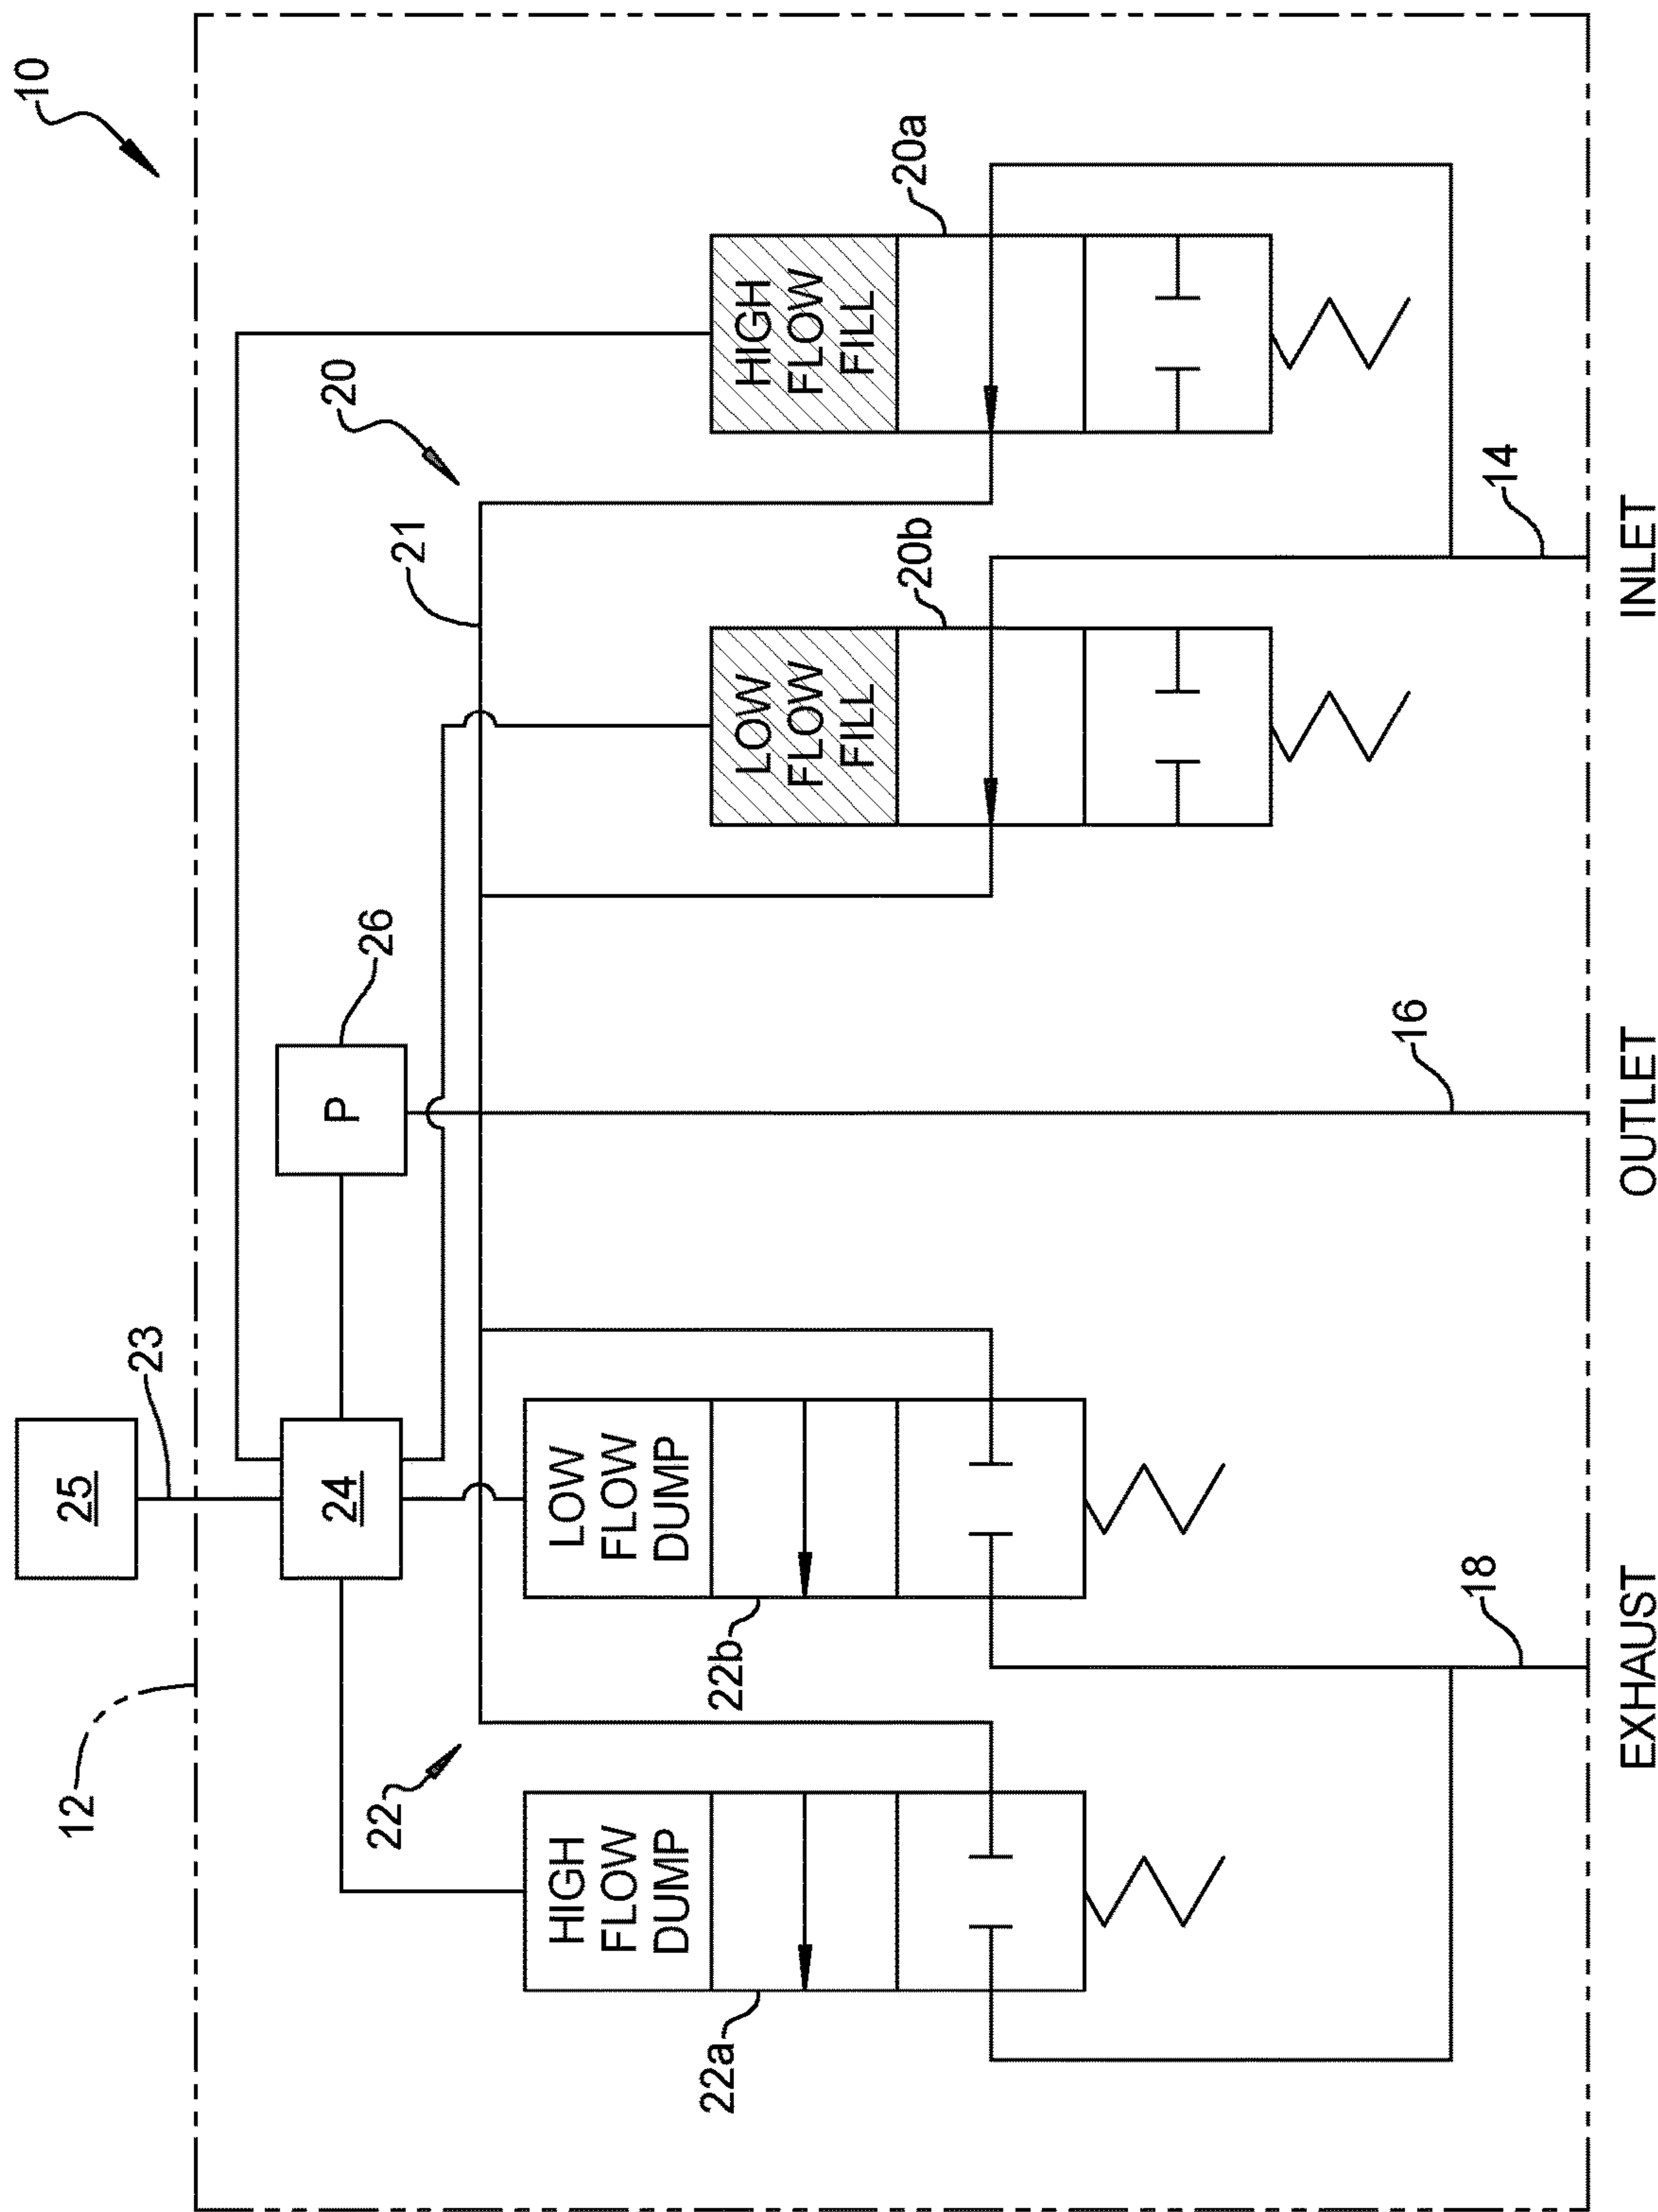 10
12
23
25
24
P
26
20
21
22
HIGH
FLOW
DUMP
22a
LOW
FLOW
DUMP
22b
LOW
FLOW
FILL
20b
HIGH
FLOW
FILL
20a
18
16
14
EXHAUST
OUTLET
INLET